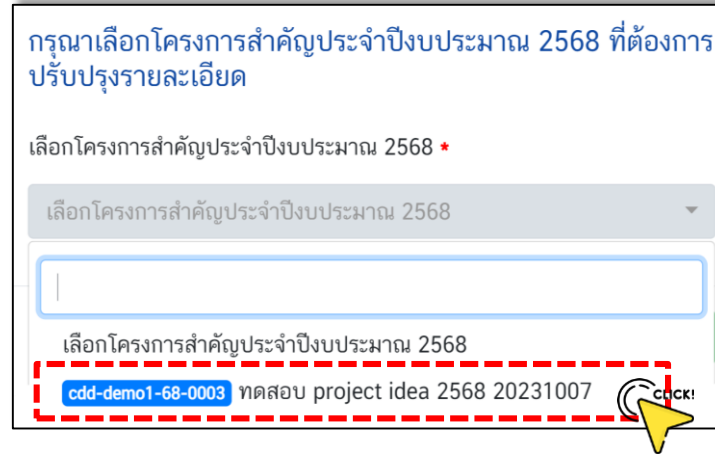 กรุณาเลือกโครงการสำคัญประจำปีงบประมาณ 2568 ที่ต้องการ
ปรับปรุงรายละเอียด
เลือกโครงการสำคัญประจำปีงบประมาณ 2568 *
เลือกโครงการสำคัญประจำปีงบประมาณ 2568
เลือกโครงการสำคัญประจำปีงบประมาณ 2568
cdd-demo1-68-0003 ทดสอบ project idea 2568 20231007 CLICK!